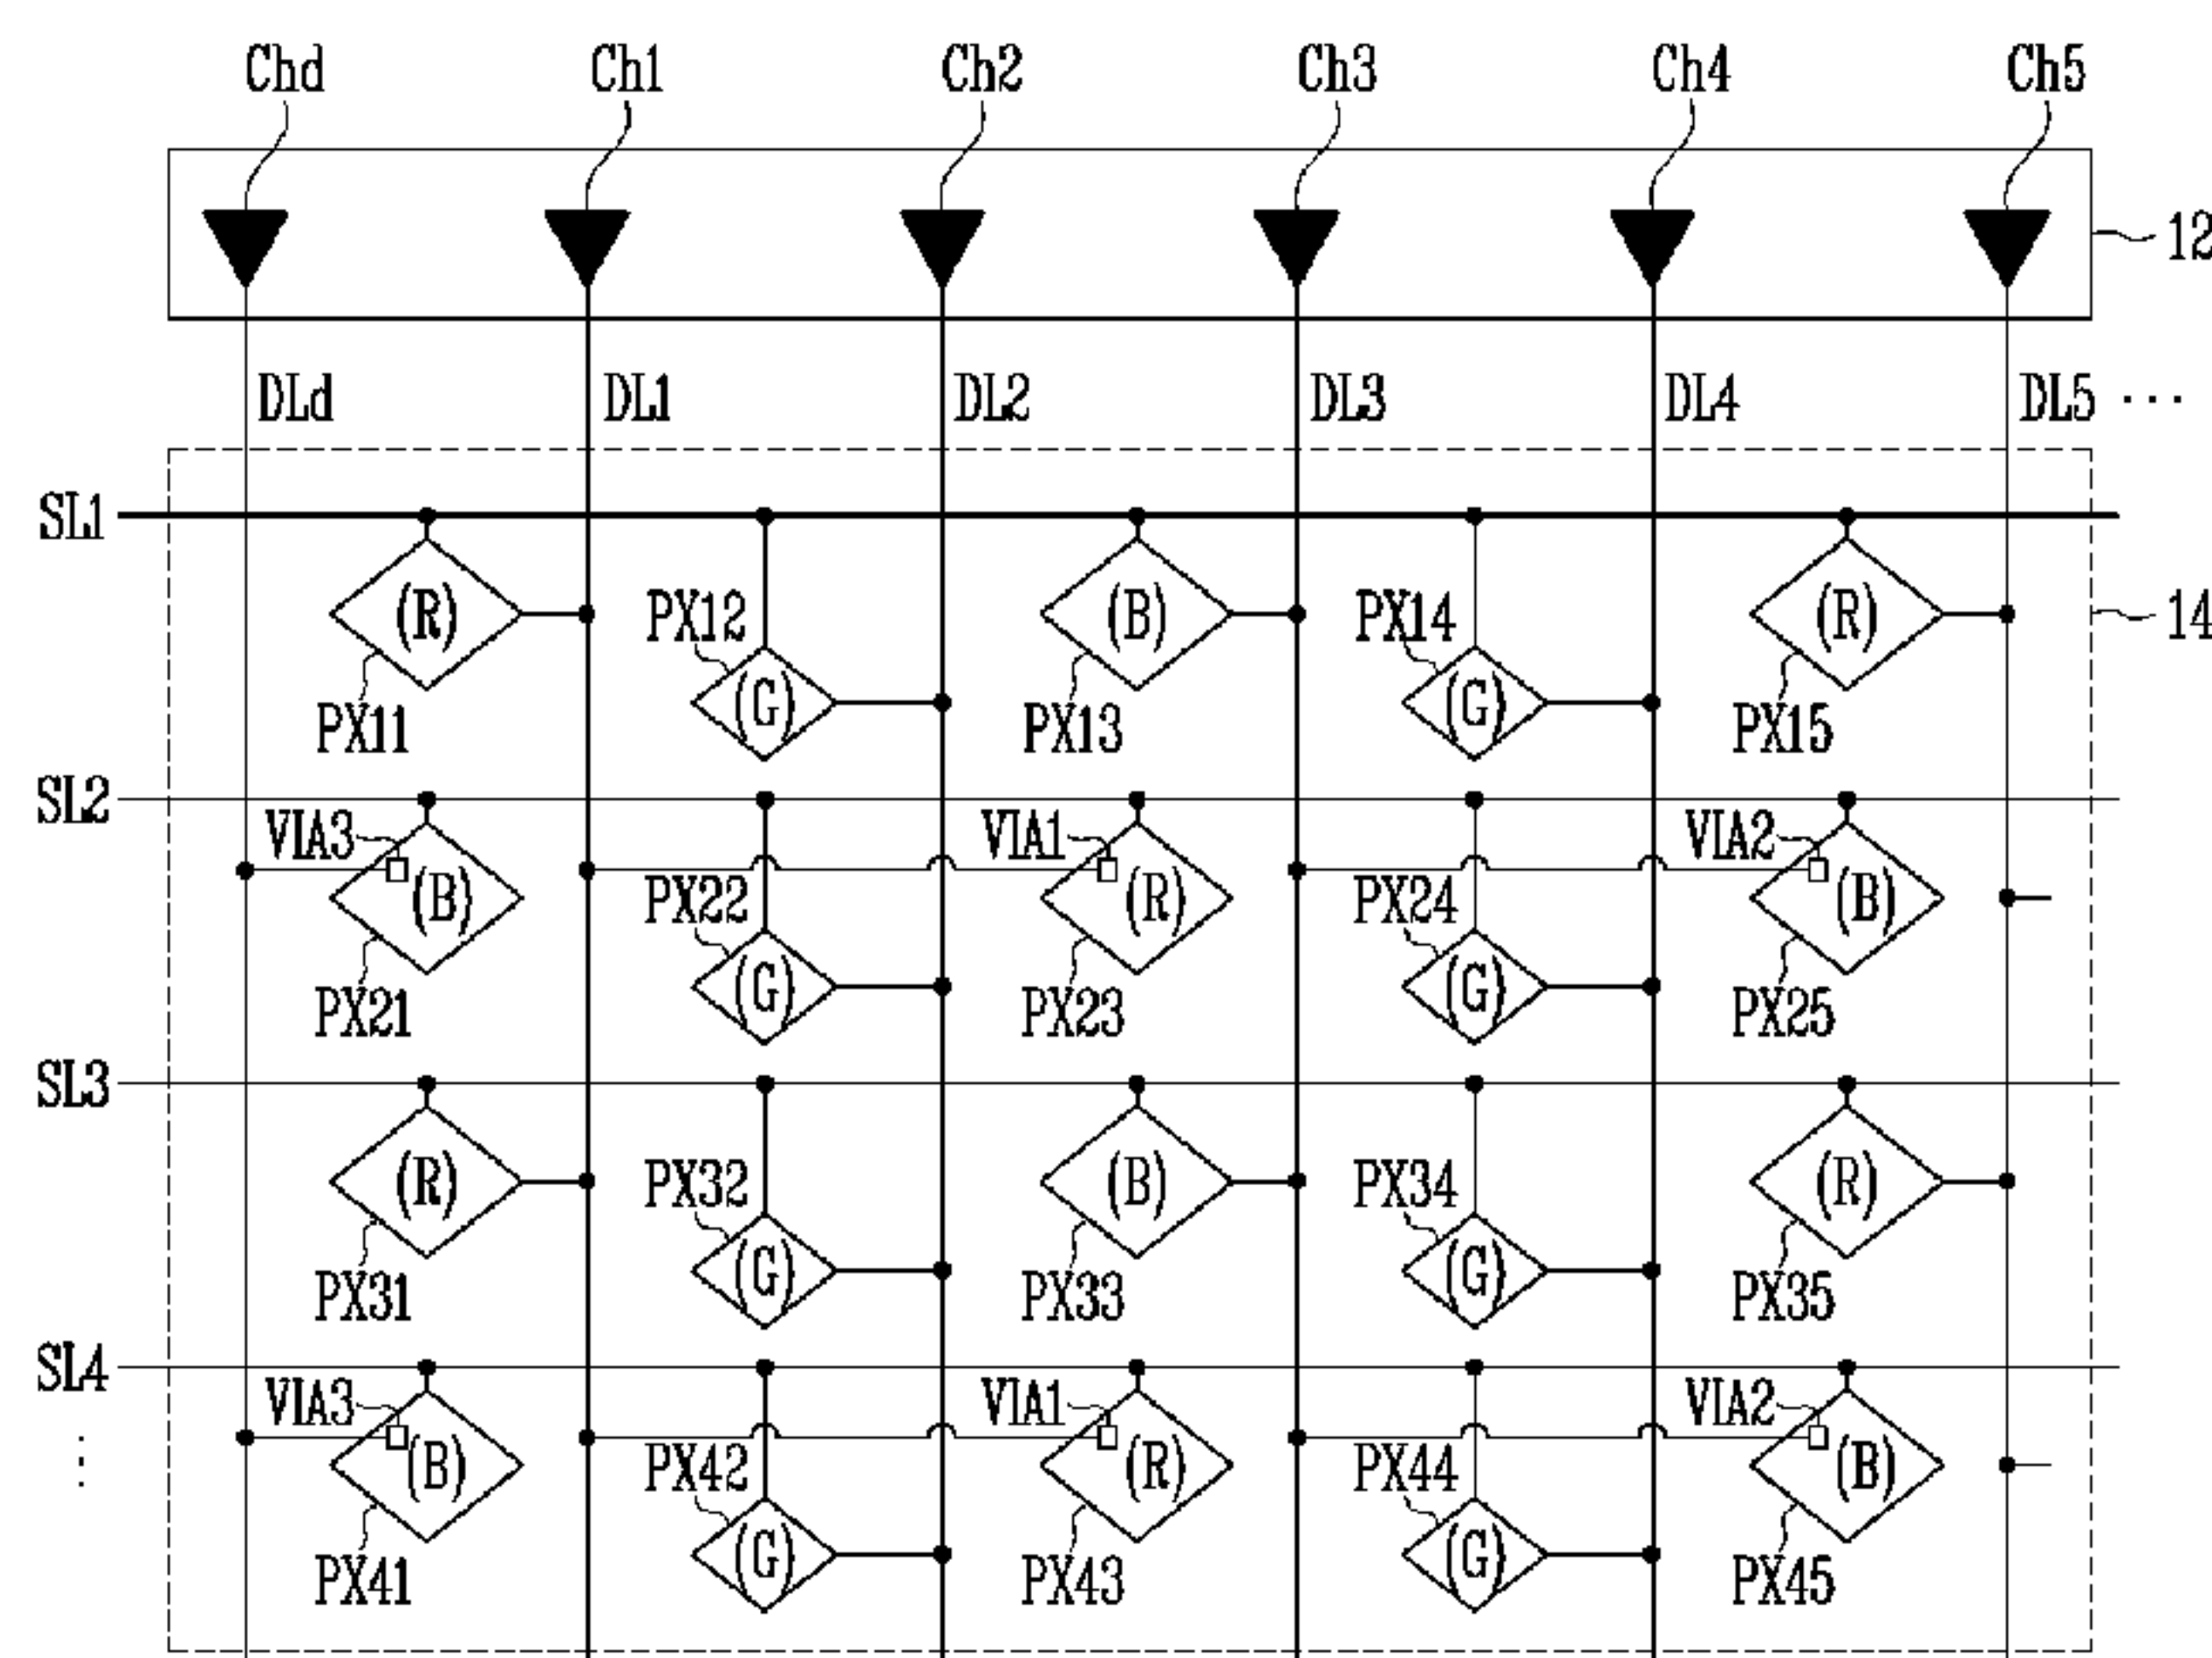 Chd Ch1 Ch2 Ch3 Ch4 Ch5
12
DLd DL1 DL2 DL3 DL4 DL5 ...
SL1
(R) PX12 (B) PX14 (R)
14
(G) (G)
PX11 PX13 PX15
SL2
VIA3 VIA1 VIA2
(B) PX22 (R) PX24 (B)
(G) (G)
PX21 PX23 PX25
SL3
(R) PX32 (B) PX34 (R)
(G) (G)
PX31 PX33 PX35
SL4
VIA3 VIA1 VIA2
(B) PX42 (R) PX44 (B)
(G) (G)
PX41 PX43 PX45